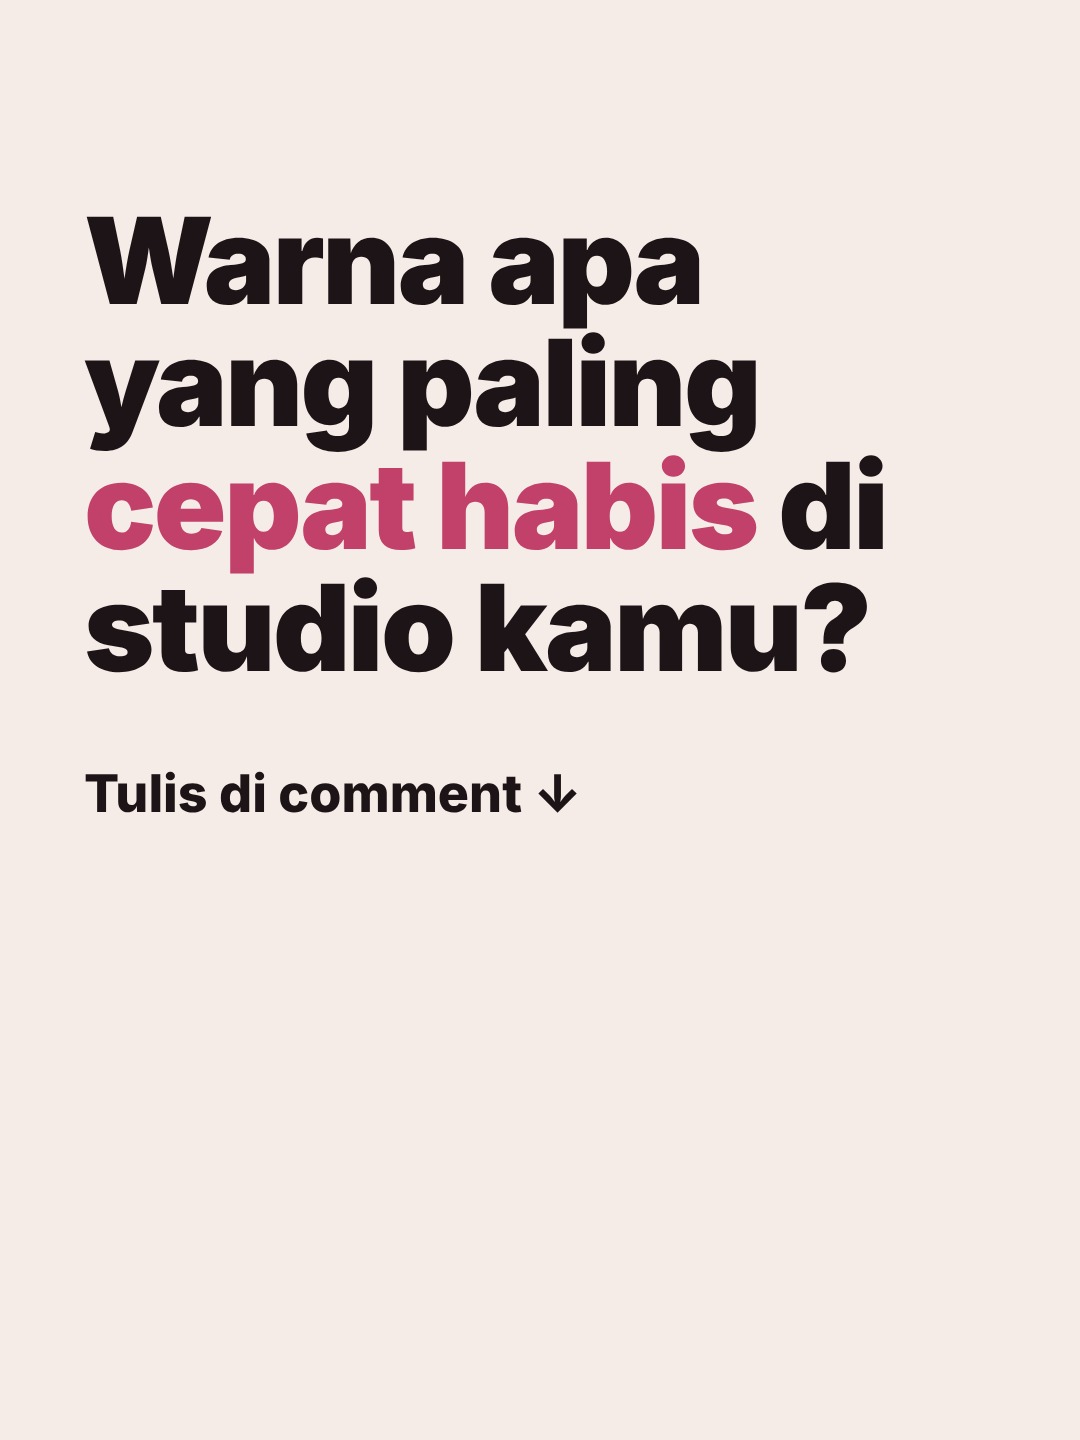 Warna apa
yang paling
cepat habis di
studio kamu?
Tulis di comment ↓